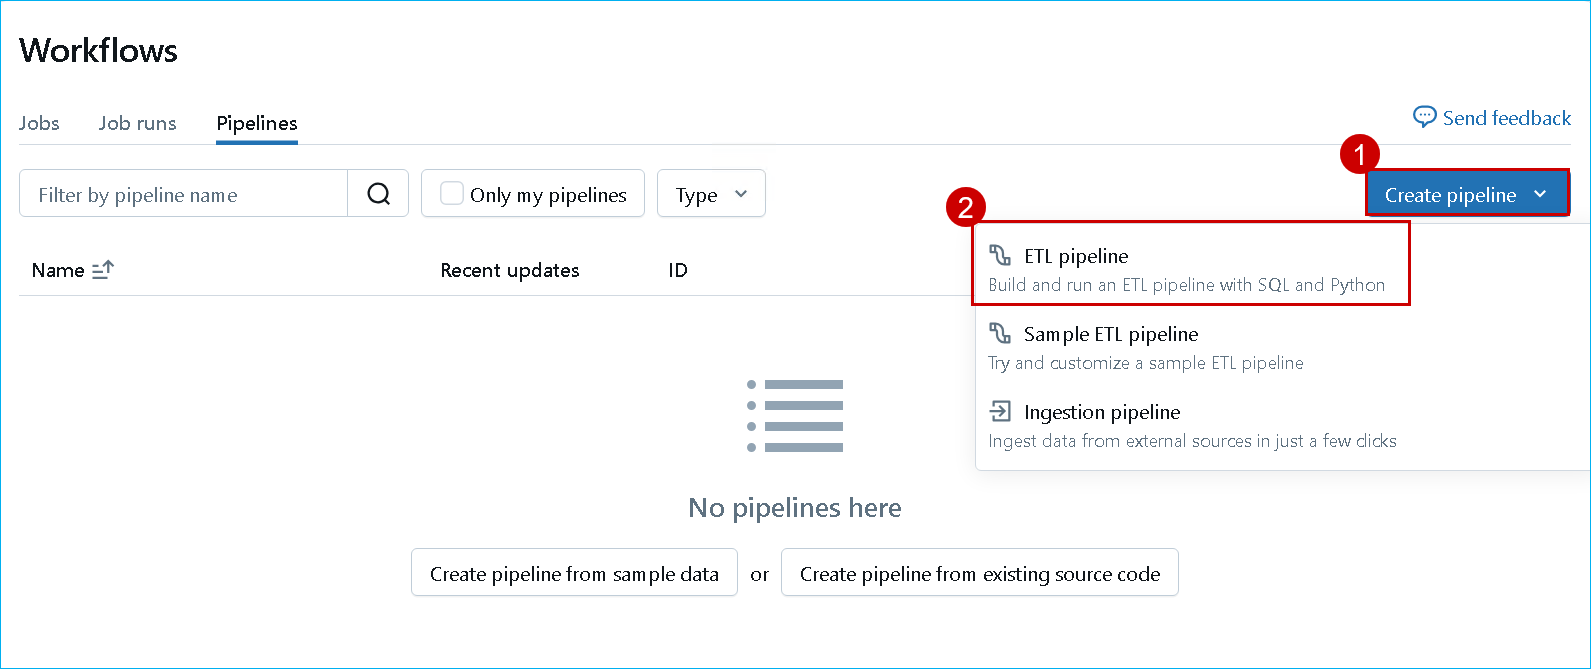 Workflows
Jobs Job runs Pipelines
Send feedback
1
Filter by pipeline name Only my pipelines Type Create pipeline
2
ETL pipeline
Build and run an ETL pipeline with SQL and Python
Name Recent updates ID
Sample ETL pipeline
Try and customize a sample ETL pipeline
Ingestion pipeline
Ingest data from external sources in just a few clicks
No pipelines here
Create pipeline from sample data or Create pipeline from existing source code